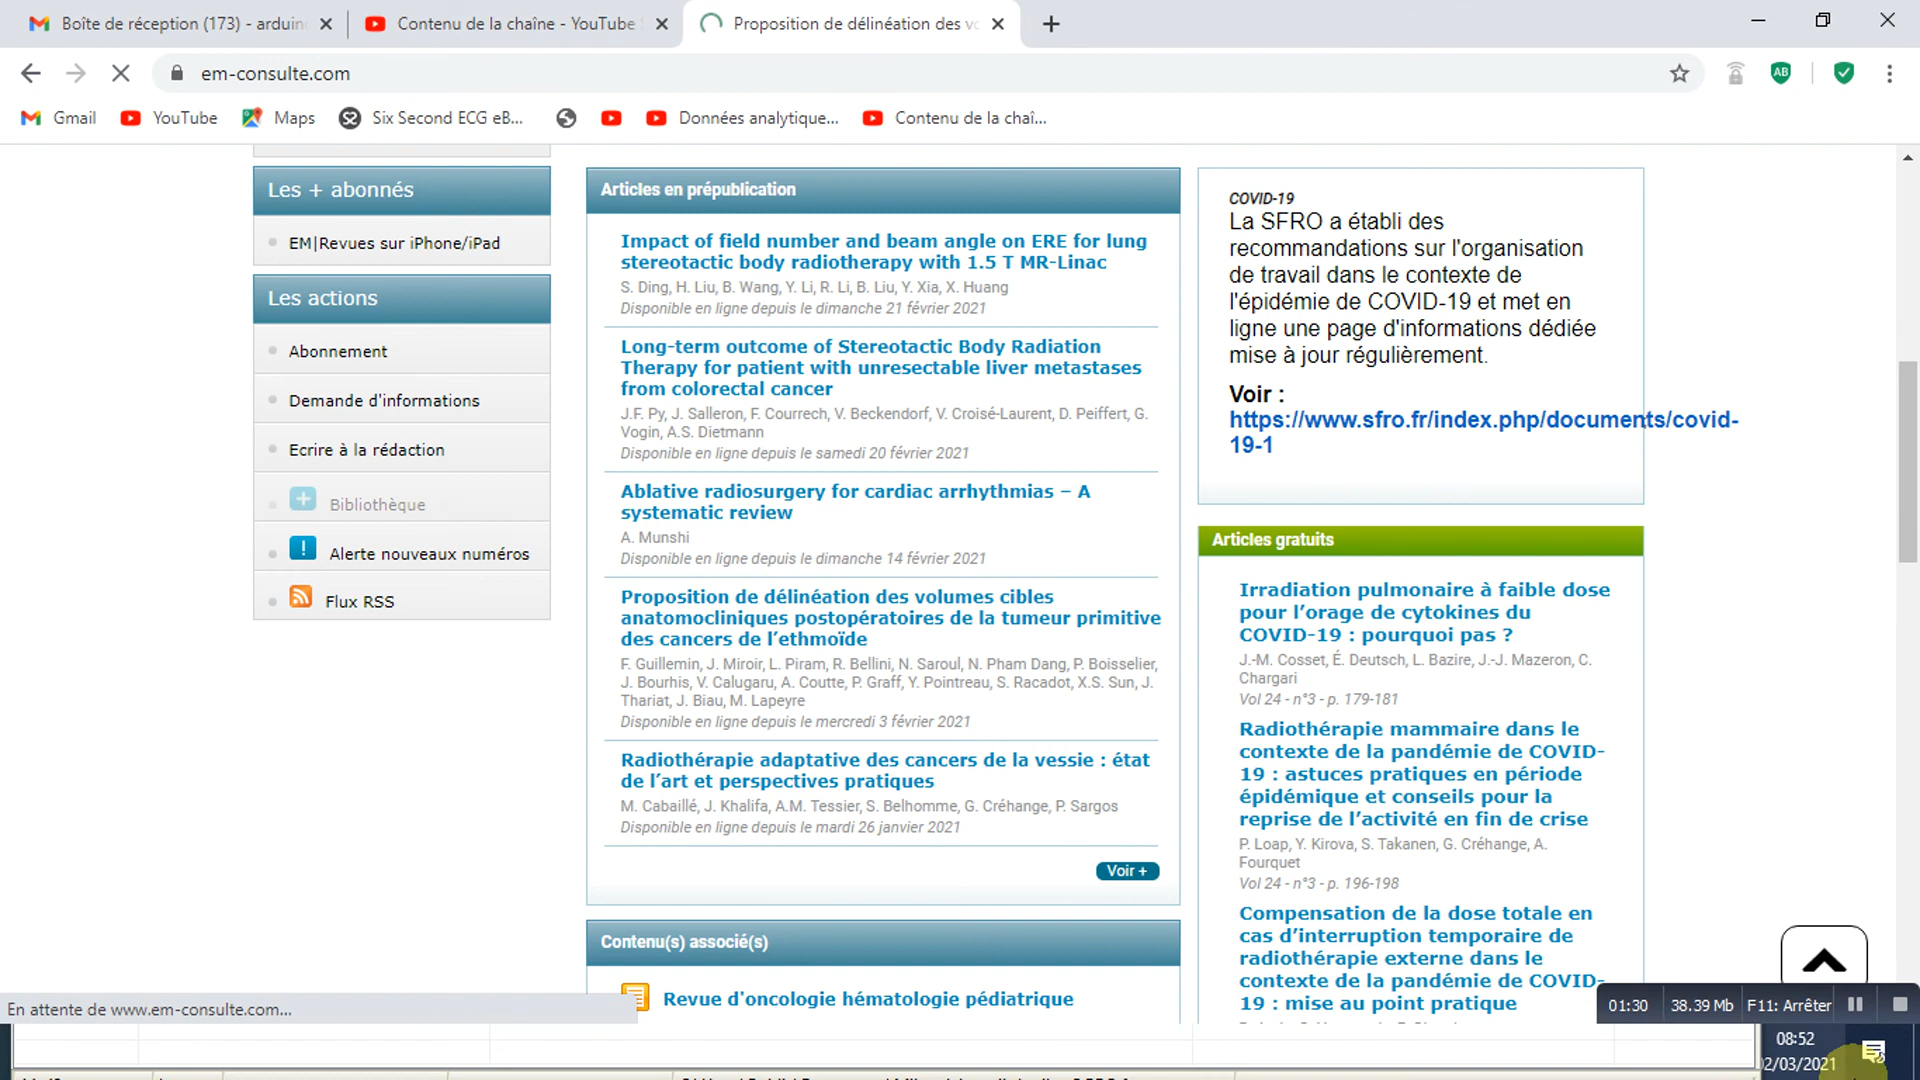 Boîte de réception (173) - arduin
Contenu de la chaîne - YouTube S
Proposition de délinéation des vo
em-consulte.com
AB
Gmail
YouTube
Maps
Six Second ECG eB...
Données analytique...
Contenu de la chaî...
Les + abonnés
EM|Revues sur iPhone/iPad
Les actions
Abonnement
Demande d'informations
Ecrire à la rédaction
Bibliothèque
Alerte nouveaux numéros
Flux RSS
Articles en prépublication
Impact of field number and beam angle on ERE for lung
stereotactic body radiotherapy with 1.5 T MR-Linac
S. Ding, H. Liu, B. Wang, Y. Li, R. Li, B. Liu, Y. Xia, X. Huang
Disponible en ligne depuis le dimanche 21 février 2021
Long-term outcome of Stereotactic Body Radiation
Therapy for patient with unresectable liver metastases
from colorectal cancer
J.F. Py, J. Salleron, F. Courrech, V. Beckendorf, V. Croisé-Laurent, D. Peiffert, G.
Vogin, A.S. Dietmann
Disponible en ligne depuis le samedi 20 février 2021
Ablative radiosurgery for cardiac arrhythmias – A
systematic review
A. Munshi
Disponible en ligne depuis le dimanche 14 février 2021
Proposition de délinéation des volumes cibles
anatomocliniques postopératoires de la tumeur primitive
des cancers de l’ethmoïde
F. Guillemin, J. Miroir, L. Piram, R. Bellini, N. Saroul, N. Pham Dang, P. Boisselier,
J. Bourhis, V. Calugaru, A. Coutte, P. Graff, Y. Pointreau, S. Racadot, X.S. Sun, J.
Thariat, J. Biau, M. Lapeyre
Disponible en ligne depuis le mercredi 3 février 2021
Radiothérapie adaptative des cancers de la vessie : état
de l’art et perspectives pratiques
M. Cabaillé, J. Khalifa, A.M. Tessier, S. Belhomme, G. Créhange, P. Sargos
Disponible en ligne depuis le mardi 26 janvier 2021
Voir +
Contenu(s) associé(s)
Revue d'oncologie hématologie pédiatrique
COVID-19
La SFRO a établi des
recommandations sur l'organisation
de travail dans le contexte de
l'épidémie de COVID-19 et met en
ligne une page d'informations dédiée
mise à jour régulièrement.
Voir :
https://www.sfro.fr/index.php/documents/covid-
19-1
Articles gratuits
Irradiation pulmonaire à faible dose
pour l’orage de cytokines du
COVID-19 : pourquoi pas ?
J.-M. Cosset, É. Deutsch, L. Bazire, J.-J. Mazeron, C.
Chargari
Vol 24 - n°3 - p. 179-181
Radiothérapie mammaire dans le
contexte de la pandémie de COVID-
19 : astuces pratiques en période
épidémique et conseils pour la
reprise de l’activité en fin de crise
P. Loap, Y. Kirova, S. Takanen, G. Créhange, A.
Fourquet
Vol 24 - n°3 - p. 196-198
Compensation de la dose totale en
cas d’interruption temporaire de
radiothérapie externe dans le
contexte de la pandémie de COVID-
19 : mise au point pratique
En attente de www.em-consulte.com...
01:30
38.39 Mb
F11: Arrêter
08:52
02/03/2021